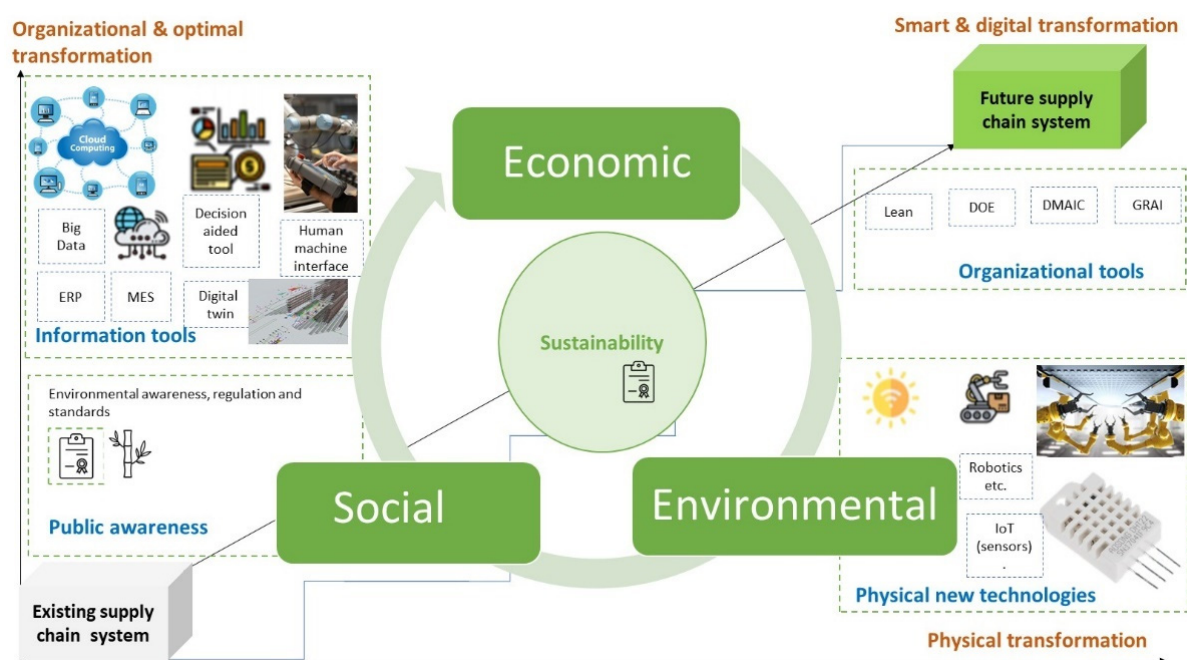 Organizational & optimal
transformation
Smart & digital transformation
Cloud
Computing
Big
Data
Decision
aided
tool
Human
machine
interface
ERP
MES
Digital
twin
Information tools
Economic
Future supply
chain system
Lean
DOE
DMAIC
GRAI
Organizational tools
Sustainability
Environmental awareness, regulation and
standards
Public awareness
Social
Environmental
Robotics
etc.
IoT
(sensors)
.
Physical new technologies
Existing supply
chain system
Physical transformation